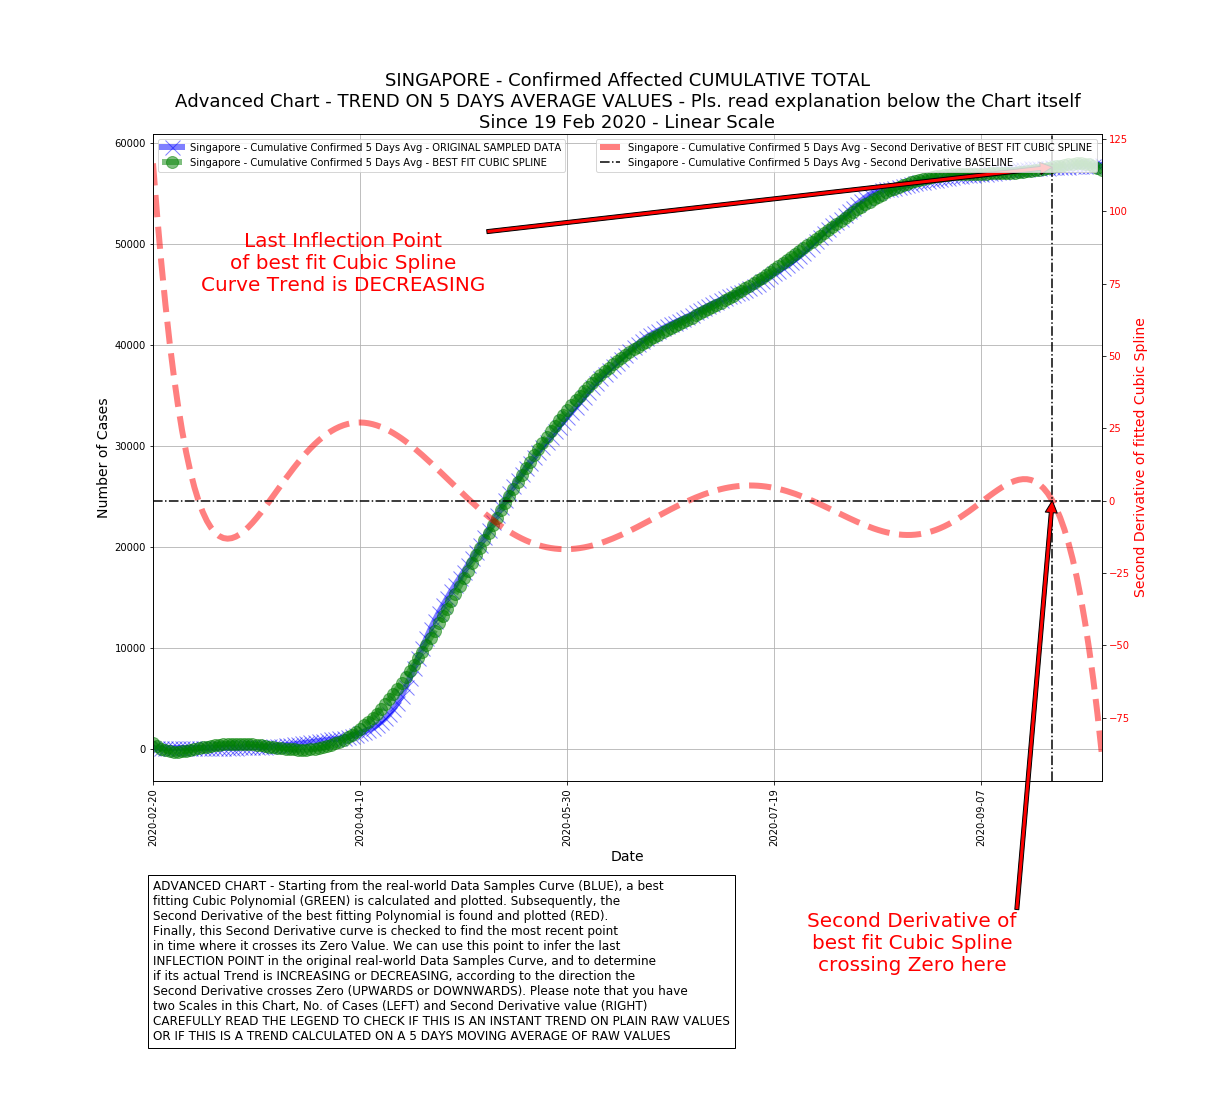 SINGAPORE - Confirmed Affected CUMULATIVE TOTAL
Advanced Chart - TREND ON 5 DAYS AVERAGE VALUES - Pls. read explanation below the Chart itself
Since 19 Feb 2020 - Linear Scale
Singapore - Cumulative Confirmed 5 Days Avg - ORIGINAL SAMPLED DATA
Singapore - Cumulative Confirmed 5 Days Avg - BEST FIT CUBIC SPLINE
Singapore - Cumulative Confirmed 5 Days Avg - Second Derivative of BEST FIT CUBIC SPLINE
Singapore - Cumulative Confirmed 5 Days Avg - Second Derivative BASELINE
Last Inflection Point
of best fit Cubic Spline
Curve Trend is DECREASING
Number of Cases
60000
50000
40000
30000
20000
10000
0
125
100
75
50
25
0
−25
−50
−75
Second Derivative of fitted Cubic Spline
2020-02-20
2020-04-10
2020-05-30
2020-07-19
2020-09-07
Date
Second Derivative of
best fit Cubic Spline
crossing Zero here
ADVANCED CHART - Starting from the real-world Data Samples Curve (BLUE), a best
fitting Cubic Polynomial (GREEN) is calculated and plotted. Subsequently, the
Second Derivative of the best fitting Polynomial is found and plotted (RED).
Finally, this Second Derivative curve is checked to find the most recent point
in time where it crosses its Zero Value. We can use this point to infer the last
INFLECTION POINT in the original real-world Data Samples Curve, and to determine
if its actual Trend is INCREASING or DECREASING, according to the direction the
Second Derivative crosses Zero (UPWARDS or DOWNWARDS). Please note that you have
two Scales in this Chart, No. of Cases (LEFT) and Second Derivative value (RIGHT)
CAREFULLY READ THE LEGEND TO CHECK IF THIS IS AN INSTANT TREND ON PLAIN RAW VALUES
OR IF THIS IS A TREND CALCULATED ON A 5 DAYS MOVING AVERAGE OF RAW VALUES